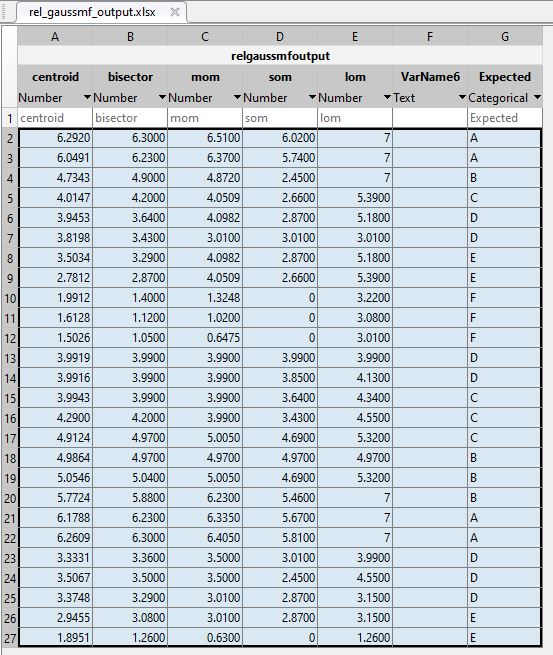 rel_gaussmf_output.xlsx
A B C D E F G
relgaussmfoutput
centroid bisector mom som lom VarName6 Expected
Number Number Number Number Number Text Categorical
1 centroid bisector mom som lom Expected
2 6.2920 6.3000 6.5100 6.0200 7 A
3 6.0491 6.2300 6.3700 5.7400 7 A
4 4.7343 4.9000 4.8720 2.4500 7 B
5 4.0147 4.2000 4.0509 2.6600 5.3900 C
6 3.9453 3.6400 4.0982 2.8700 5.1800 D
7 3.8198 3.4300 3.0100 3.0100 3.0100 D
8 3.5034 3.2900 4.0982 2.8700 5.1800 E
9 2.7812 2.8700 4.0509 2.6600 5.3900 E
10 1.9912 1.4000 1.3248 0 3.2200 F
11 1.6128 1.1200 1.0200 0 3.0800 F
12 1.5026 1.0500 0.6475 0 3.0100 F
13 3.9919 3.9900 3.9900 3.9900 3.9900 D
14 3.9916 3.9900 3.9900 3.8500 4.1300 D
15 3.9943 3.9900 3.9900 3.6400 4.3400 C
16 4.2900 4.2000 3.9900 3.4300 4.5500 C
17 4.9124 4.9700 5.0050 4.6900 5.3200 C
18 4.9864 4.9700 4.9700 4.9700 4.9700 B
19 5.0546 5.0400 5.0050 4.6900 5.3200 B
20 5.7724 5.8800 6.2300 5.4600 7 B
21 6.1788 6.2300 6.3350 5.6700 7 A
22 6.2609 6.3000 6.4050 5.8100 7 A
23 3.3331 3.3600 3.5000 3.0100 3.9900 D
24 3.5067 3.5000 3.5000 2.4500 4.5500 D
25 3.3748 3.2900 3.0100 2.8700 3.1500 D
26 2.9455 3.0800 3.0100 2.8700 3.1500 E
27 1.8951 1.2600 0.6300 0 1.2600 E